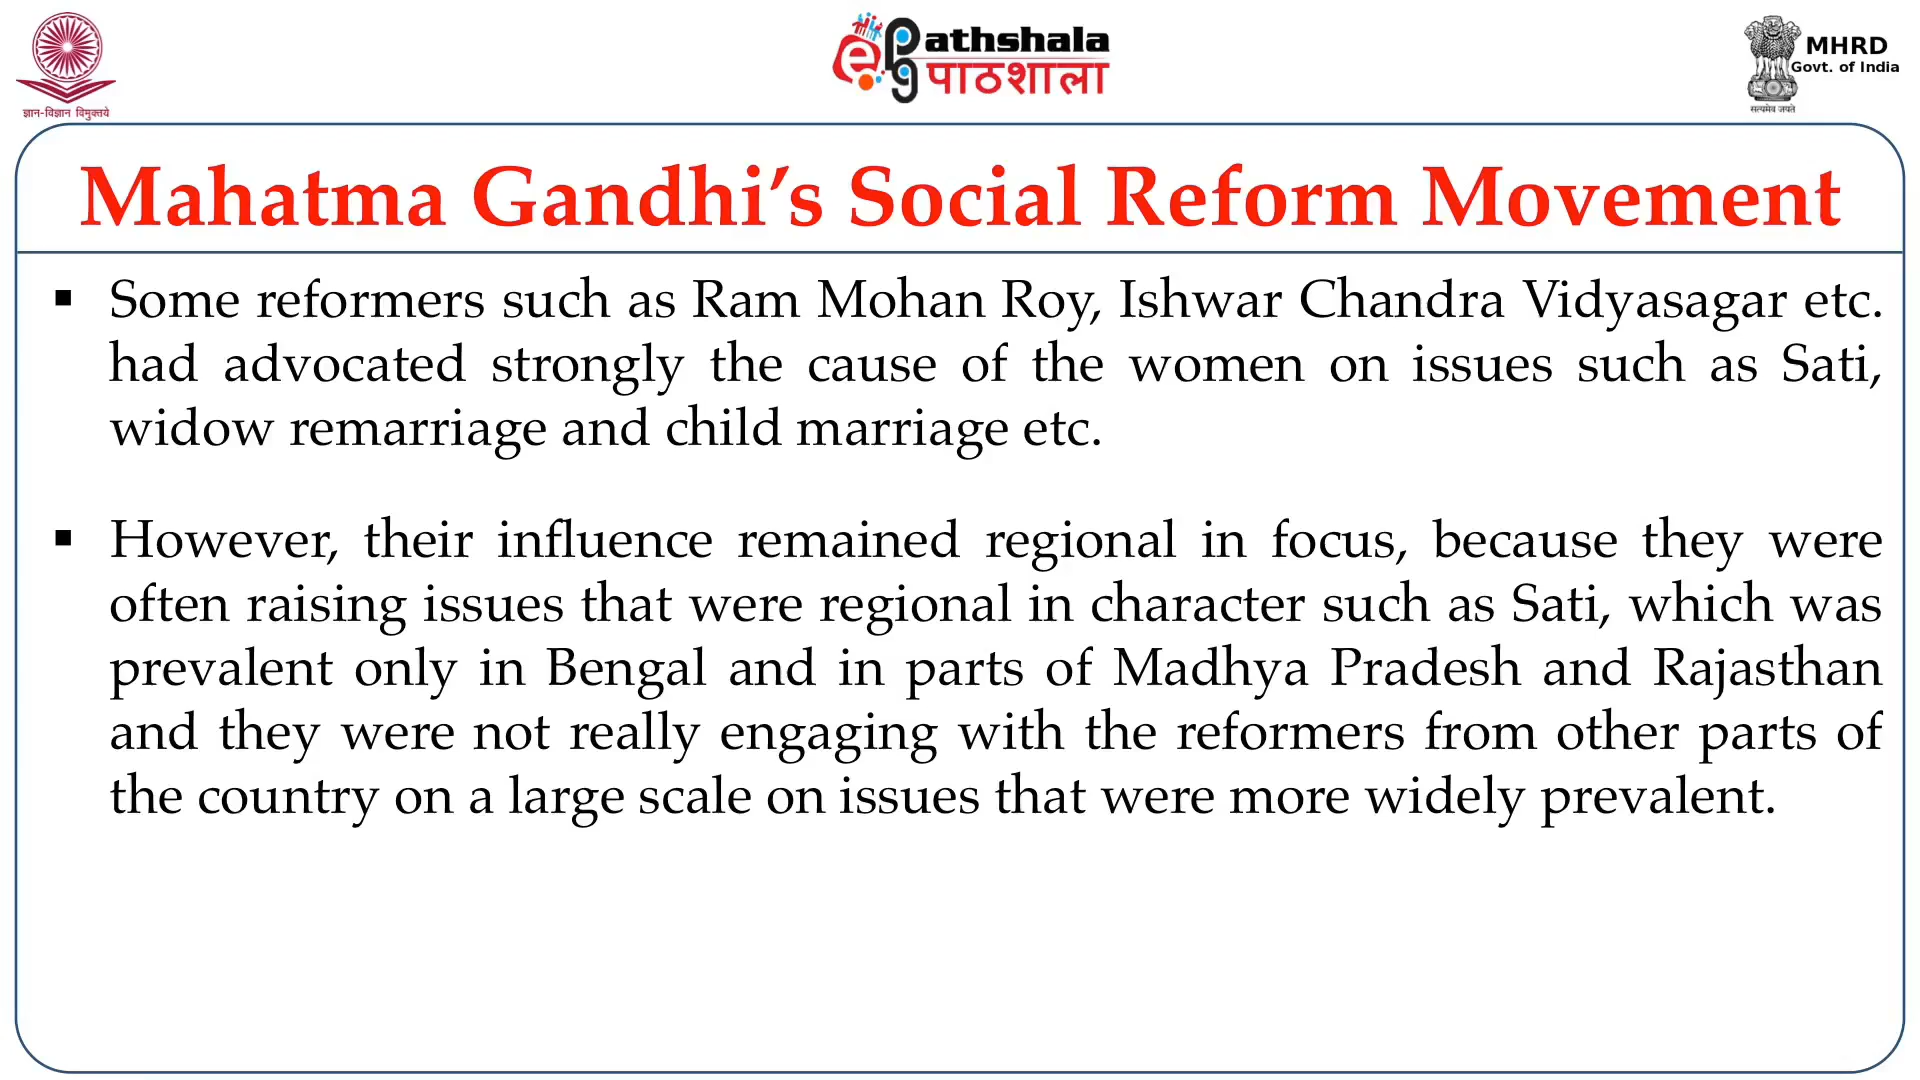 ज्ञान-विज्ञान विमुक्तये
e Pg athshala
पाठशाला
MHRD
Govt. of India
सत्यमेव जयते
Mahatma Gandhi’s Social Reform Movement
▪ Some reformers such as Ram Mohan Roy, Ishwar Chandra Vidyasagar etc.
had advocated strongly the cause of the women on issues such as Sati,
widow remarriage and child marriage etc.
▪ However, their influence remained regional in focus, because they were
often raising issues that were regional in character such as Sati, which was
prevalent only in Bengal and in parts of Madhya Pradesh and Rajasthan
and they were not really engaging with the reformers from other parts of
the country on a large scale on issues that were more widely prevalent.